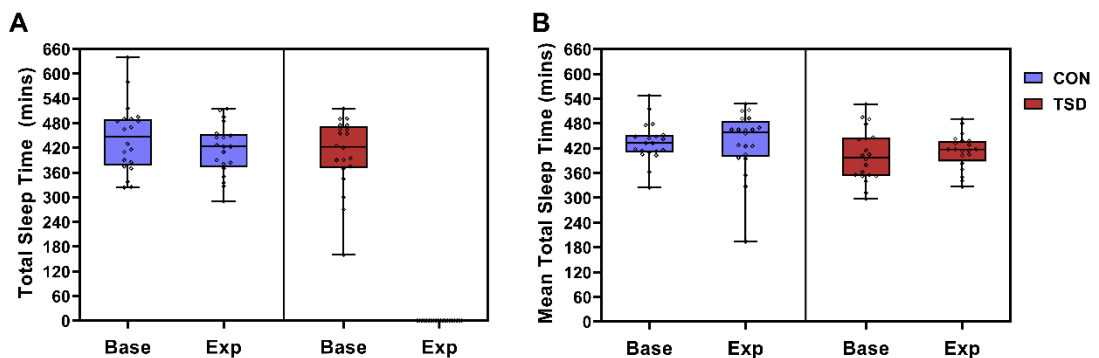 A
Total Sleep Time (mins)
660
600
540
480
420
360
300
240
180
120
60
0
Base
Exp
Base
Exp
B
Mean Total Sleep Time (mins)
660
600
540
480
420
360
300
240
180
120
60
0
Base
Exp
Base
Exp
CON
TSD